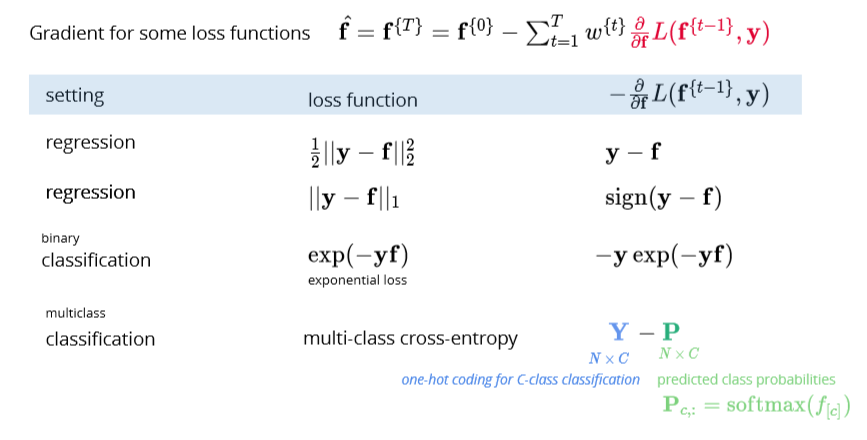 Gradient for some loss functions $\hat{\mathbf{f}} = \mathbf{f}^{\{T\}} = \mathbf{f}^{\{0\}} - \sum_{t=1}^{T} w^{\{t\}} \frac{\partial}{\partial \mathbf{f}} L(\mathbf{f}^{\{t-1\}}, \mathbf{y})$
setting loss function $-\frac{\partial}{\partial \mathbf{f}} L(\mathbf{f}^{\{t-1\}}, \mathbf{y})$
regression $\frac{1}{2}||\mathbf{y} - \mathbf{f}||_2^2$ $\mathbf{y} - \mathbf{f}$
regression $||\mathbf{y} - \mathbf{f}||_1$ $\text{sign}(\mathbf{y} - \mathbf{f})$
binary
classification $\exp(-\mathbf{yf})$ $-\mathbf{y} \exp(-\mathbf{yf})$
exponential loss
multiclass
classification multi-class cross-entropy $\mathbf{Y} - \mathbf{P}$
$N \times C$ $N \times C$
one-hot coding for C-class classification predicted class probabilities
$\mathbf{P}_{c,:} = \text{softmax}(f_{[c]})$